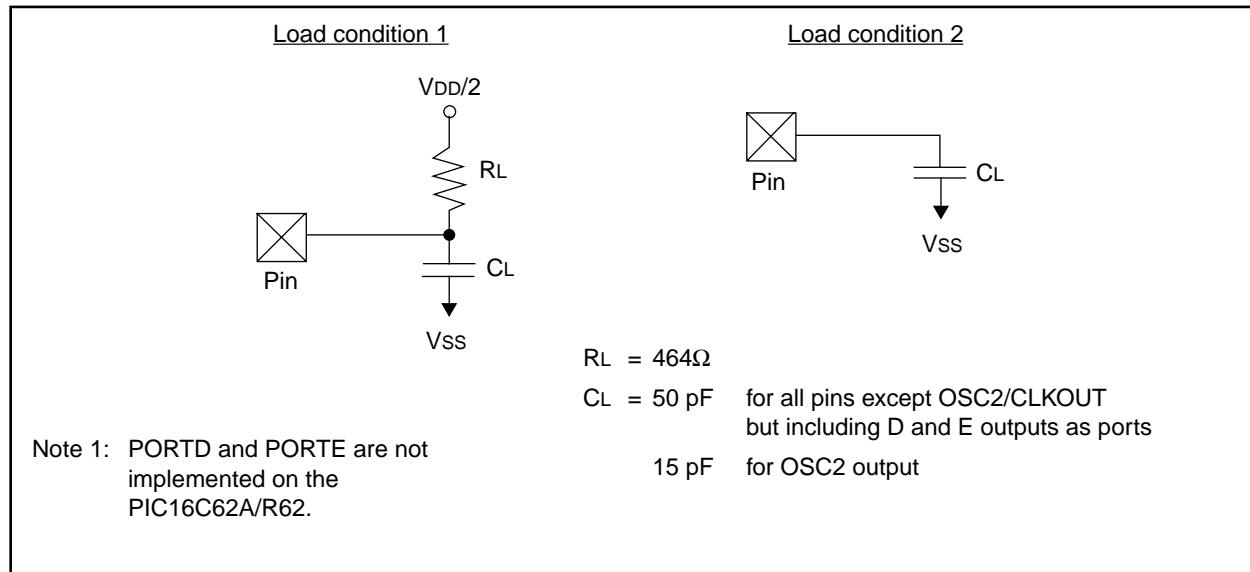 Load condition 1
VDD/2
RL
Pin
CL
VSS
Load condition 2
Pin
CL
VSS
RL = 464Ω
CL = 50 pF for all pins except OSC2/CLKOUT
but including D and E outputs as ports
15 pF for OSC2 output
Note 1: PORTD and PORTE are not
implemented on the
PIC16C62A/R62.